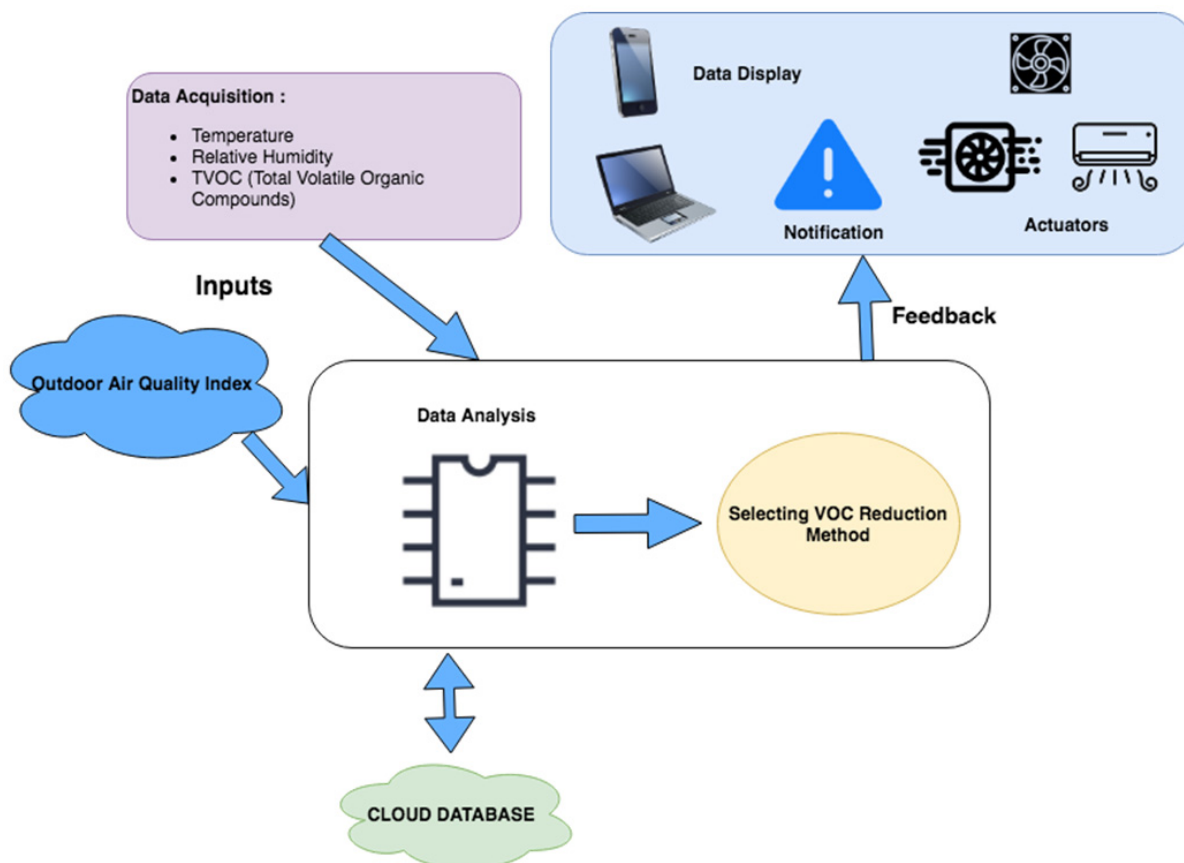 Data Acquisition :
• Temperature
• Relative Humidity
• TVOC (Total Volatile Organic
Compounds)
Data Display
Notification
Actuators
Inputs
Feedback
Outdoor Air Quality Index
Data Analysis
Selecting VOC Reduction
Method
CLOUD DATABASE